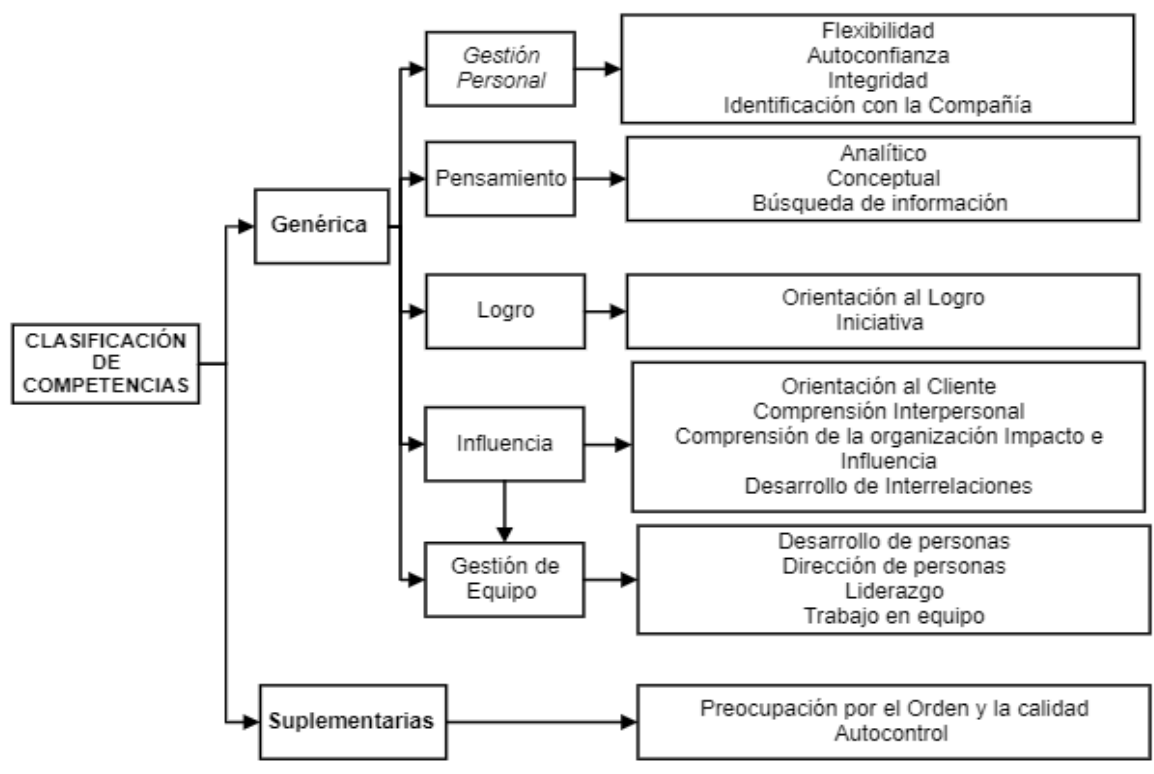 CLASIFICACIÓN
DE
COMPETENCIAS
Genérica
Gestión
Personal
Flexibilidad
Autoconfianza
Integridad
Identificación con la Compañía
Pensamiento
Analítico
Conceptual
Búsqueda de información
Logro
Orientación al Logro
Iniciativa
Influencia
Orientación al Cliente
Comprensión Interpersonal
Comprensión de la organización Impacto e
Influencia
Desarrollo de Interrelaciones
Gestión de
Equipo
Desarrollo de personas
Dirección de personas
Liderazgo
Trabajo en equipo
Suplementarias
Preocupación por el Orden y la calidad
Autocontrol